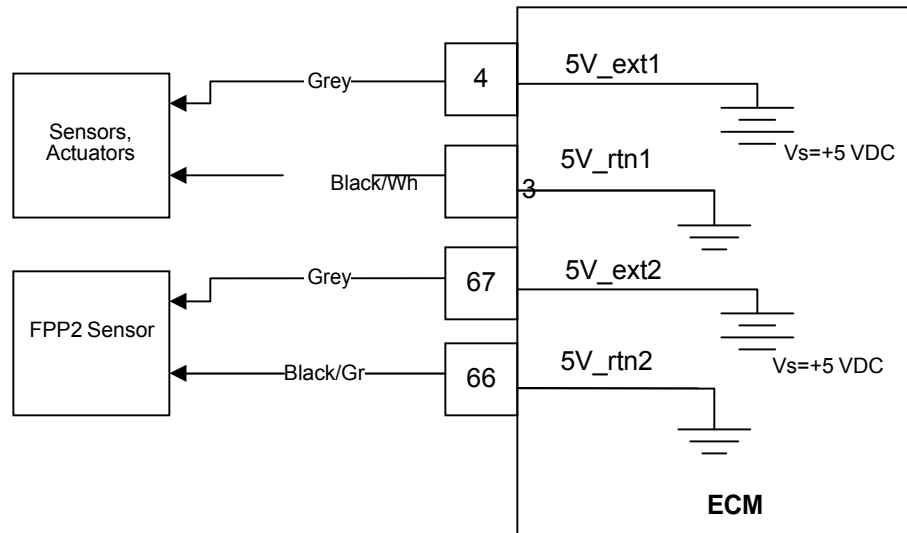 4
5V_ext1
Grey
Sensors,
Actuators
Vs=+5 VDC
5V_rtn1
Black/Wh
3
67
5V_ext2
Grey
FPP2 Sensor
Vs=+5 VDC
5V_rtn2
Black/Gr
66
ECM